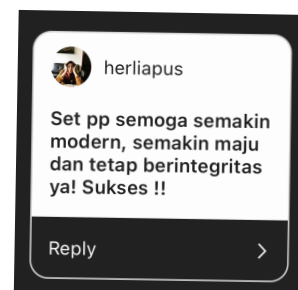 herliapus
Set pp semoga semakin
modern, semakin maju
dan tetap berintegritas
ya! Sukses !!
Reply